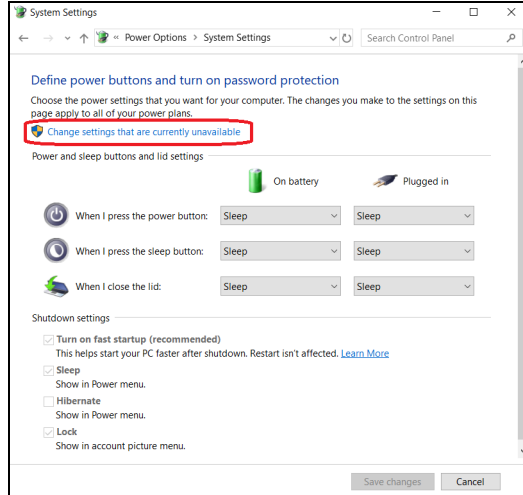 System Settings
« Power Options > System Settings
Search Control Panel
Define power buttons and turn on password protection
Choose the power settings that you want for your computer. The changes you make to the settings on this
page apply to all of your power plans.
Change settings that are currently unavailable
Power and sleep buttons and lid settings
On battery Plugged in
When I press the power button: Sleep Sleep
When I press the sleep button: Sleep Sleep
When I close the lid: Sleep Sleep
Shutdown settings
Turn on fast startup (recommended)
This helps start your PC faster after shutdown. Restart isn't affected. Learn More
Sleep
Show in Power menu.
Hibernate
Show in Power menu.
Lock
Show in account picture menu.
Save changes Cancel